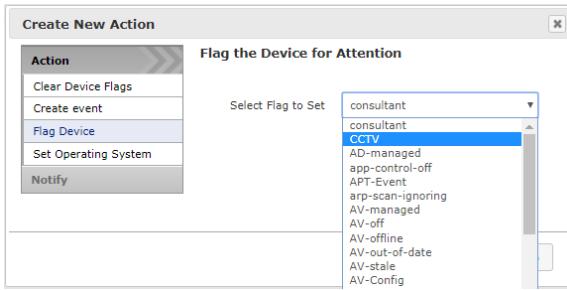 Create New Action
Action
Flag the Device for Attention
Clear Device Flags
Create event
Flag Device
Set Operating System
Notify
Select Flag to Set
consultant
consultant
CCTV
AD-managed
app-control-off
APT-Event
arp-scan-ignoring
AV-managed
AV-off
AV-offline
AV-out-of-date
AV-stale
AV-Config